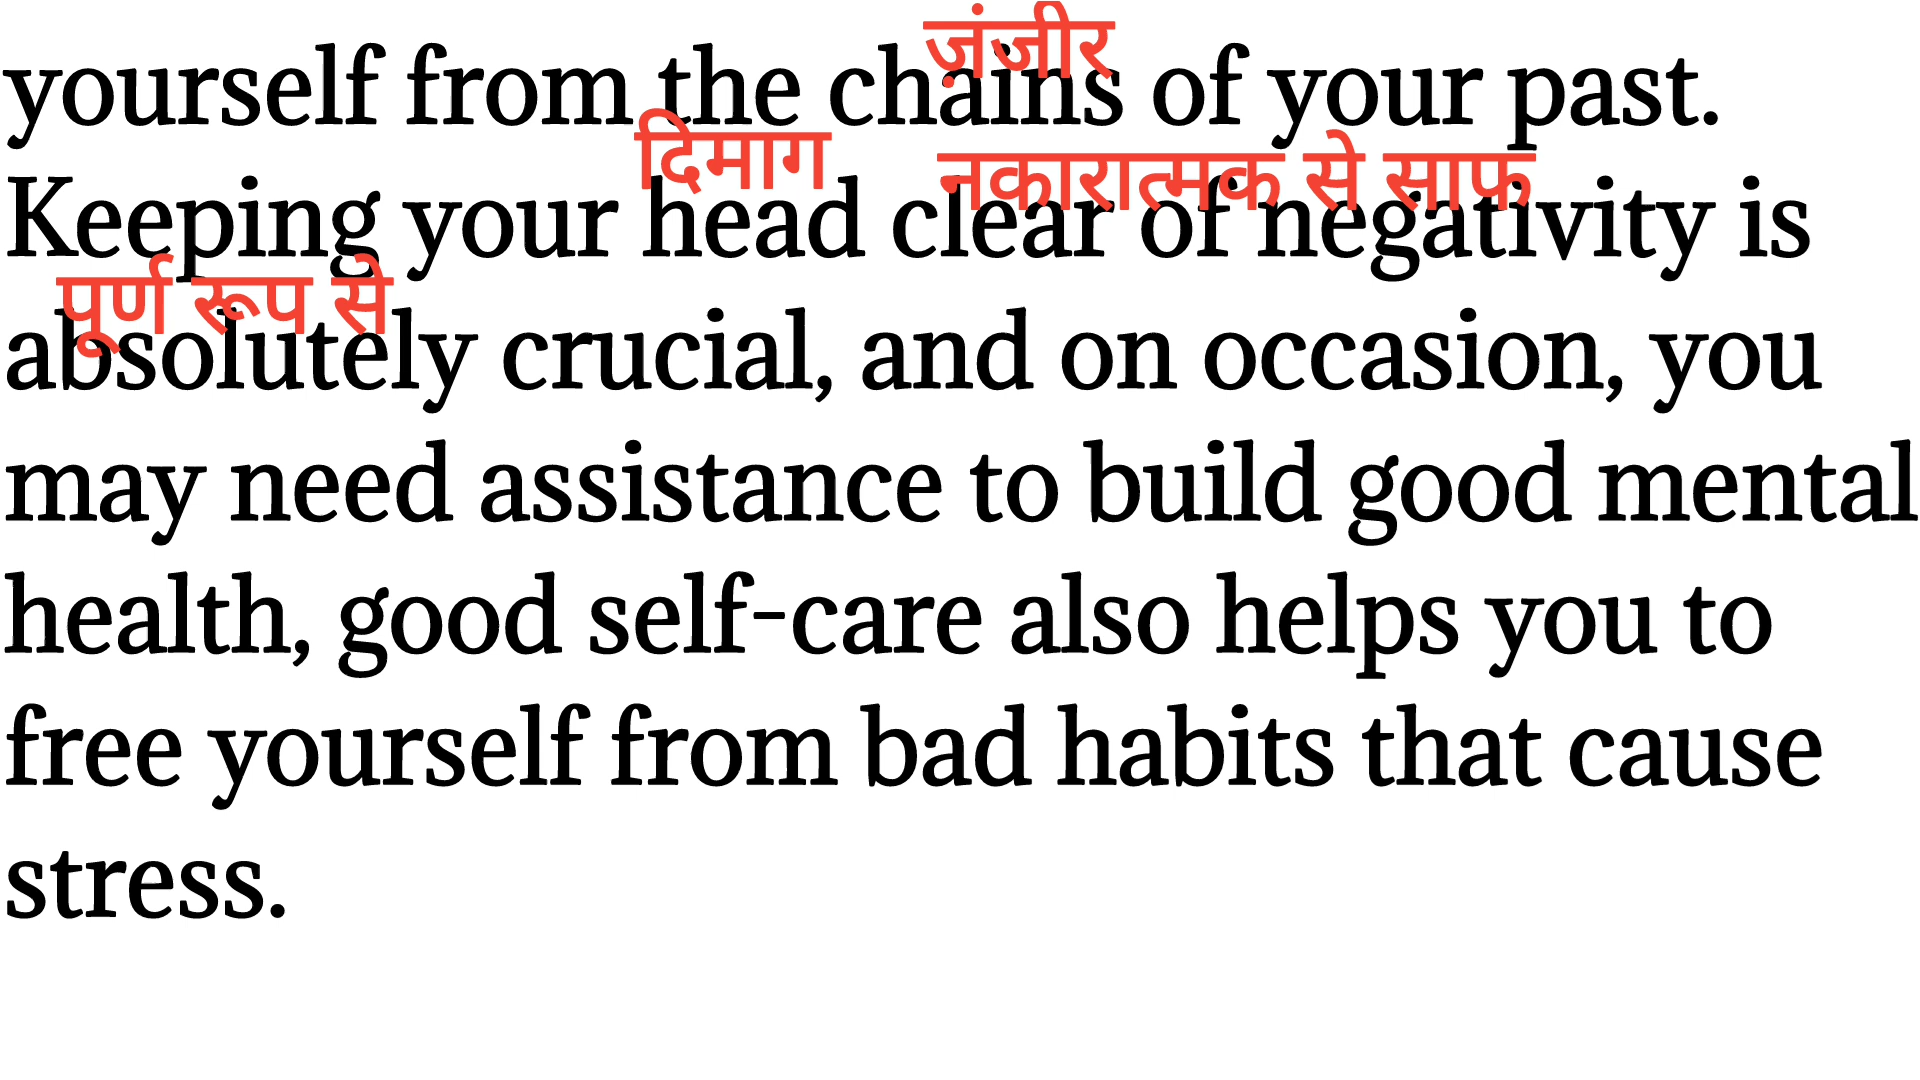 ज़ंजीर
yourself from the chains of your past.
दिमाग नकारात्मक से साफ
Keeping your head clear of negativity is
पूर्ण रूप से
absolutely crucial, and on occasion, you
may need assistance to build good mental
health, good self-care also helps you to
free yourself from bad habits that cause
stress.